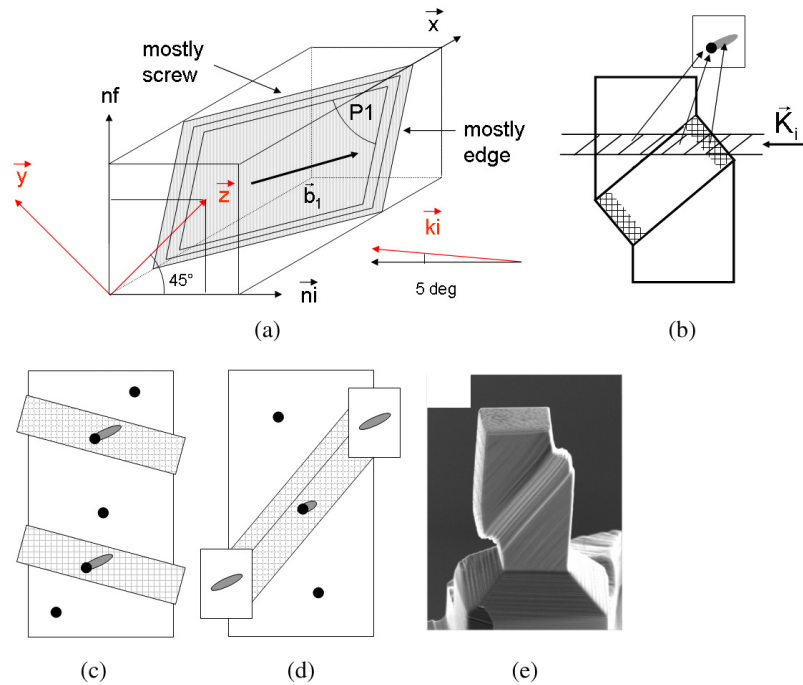 x
mostly
screw
nf
P1
mostly
edge
y
z
b1
ki
45°
ni
5 deg
(a)
Ki
(b)
(c)
(d)
(e)